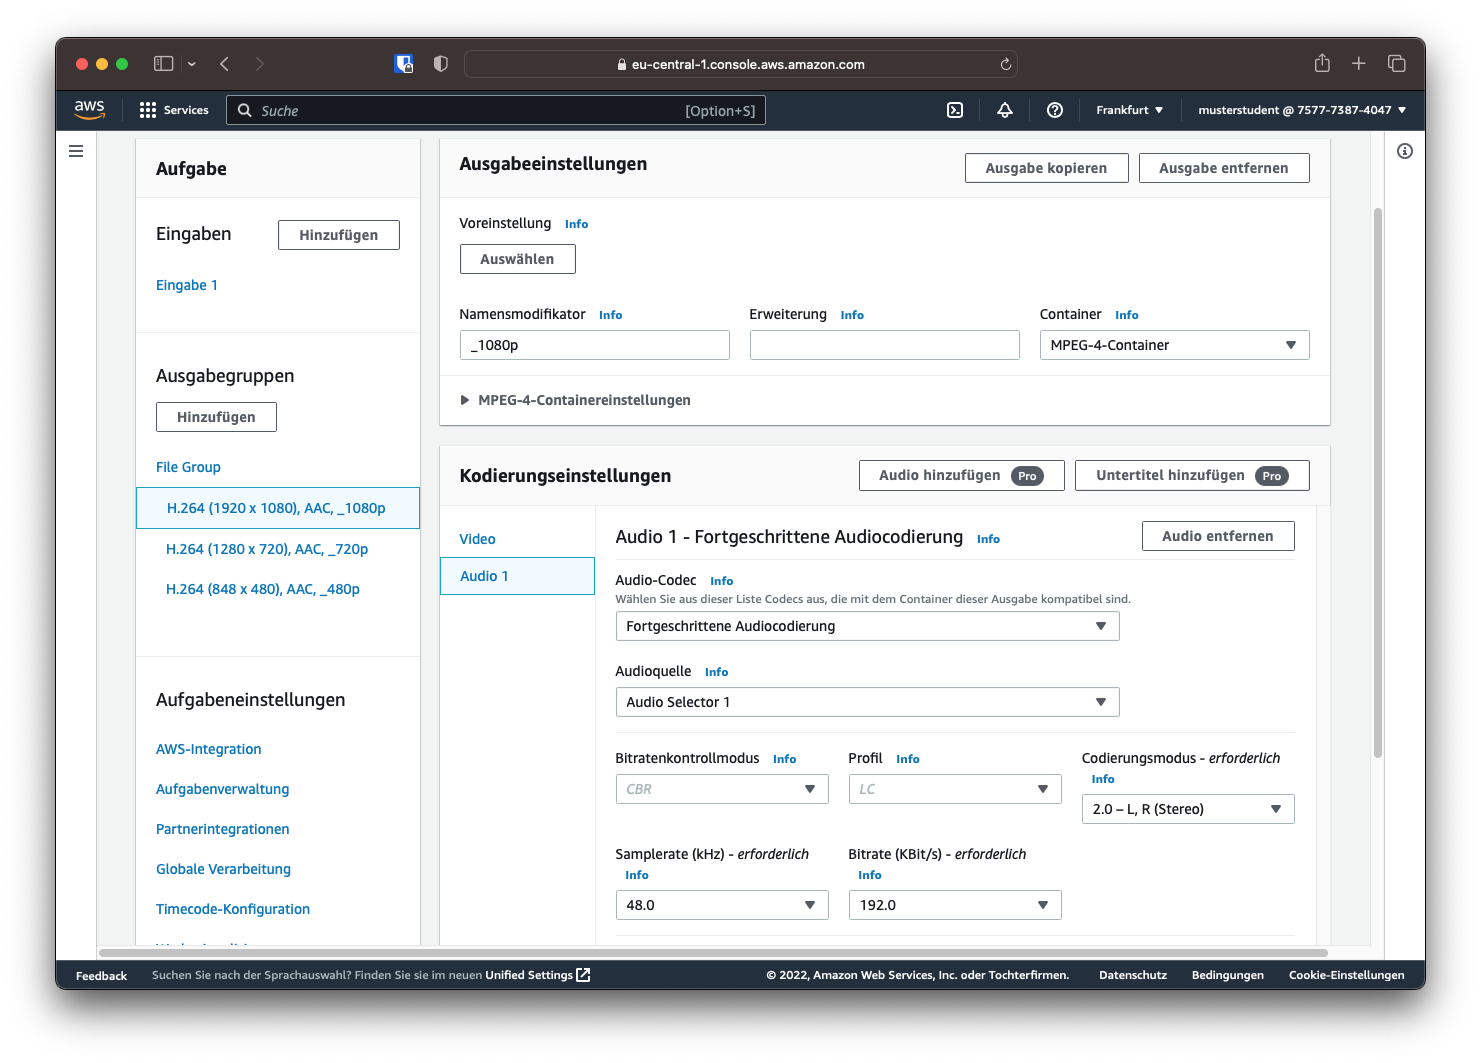 eu-central-1.console.aws.amazon.com
aws
Services
Suche
[Option+S]
Frankfurt
musterstudent @ 7577-7387-4047
Aufgabe
Eingaben
Hinzufügen
Eingabe 1
Ausgabegruppen
Hinzufügen
File Group
H.264 (1920 x 1080), AAC, _1080p
H.264 (1280 x 720), AAC, _720p
H.264 (848 x 480), AAC, _480p
Aufgabeneinstellungen
AWS-Integration
Aufgabenverwaltung
Partnerintegrationen
Globale Verarbeitung
Timecode-Konfiguration
Ausgabeeinstellungen
Ausgabe kopieren
Ausgabe entfernen
Voreinstellung Info
Auswählen
Namensmodifikator Info
_1080p
Erweiterung Info
Container Info
MPEG-4-Container
MPEG-4-Containereinstellungen
Kodierungseinstellungen
Audio hinzufügen Pro
Untertitel hinzufügen Pro
Video
Audio 1
Audio 1 - Fortgeschrittene Audiocodierung Info
Audio entfernen
Audio-Codec Info
Wählen Sie aus dieser Liste Codecs aus, die mit dem Container dieser Ausgabe kompatibel sind.
Fortgeschrittene Audiocodierung
Audioquelle Info
Audio Selector 1
Bitratenkontrollmodus Info
CBR
Profil Info
LC
Codierungsmodus - erforderlich
Info
2.0 – L, R (Stereo)
Samplerate (kHz) - erforderlich
Info
48.0
Bitrate (KBit/s) - erforderlich
Info
192.0
Feedback
Suchen Sie nach der Sprachauswahl? Finden Sie sie im neuen Unified Settings
© 2022, Amazon Web Services, Inc. oder Tochterfirmen.
Datenschutz
Bedingungen
Cookie-Einstellungen